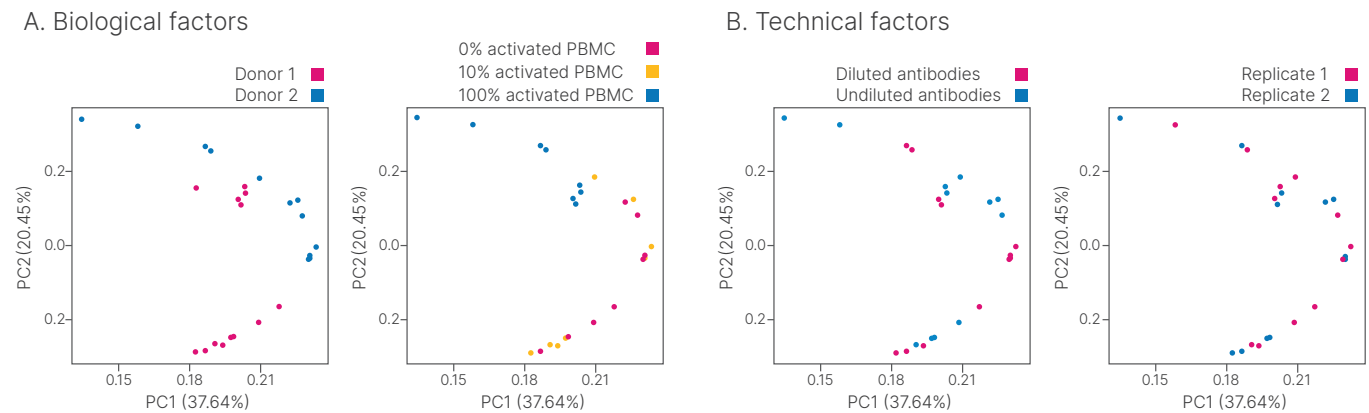 A. Biological factors
B. Technical factors
0% activated PBMC
10% activated PBMC
100% activated PBMC
Donor 1
Donor 2
Diluted antibodies
Undiluted antibodies
Replicate 1
Replicate 2
PC2 (20.45%)
0.2
0.0
0.2
0.15
0.18
0.21
PC1 (37.64%)
PC2 (20.45%)
0.2
0.0
0.2
0.15
0.18
0.21
PC1 (37.64%)
PC2 (20.45%)
0.2
0.0
0.2
0.15
0.18
0.21
PC1 (37.64%)
PC2 (20.45%)
0.2
0.0
0.2
0.15
0.18
0.21
PC1 (37.64%)